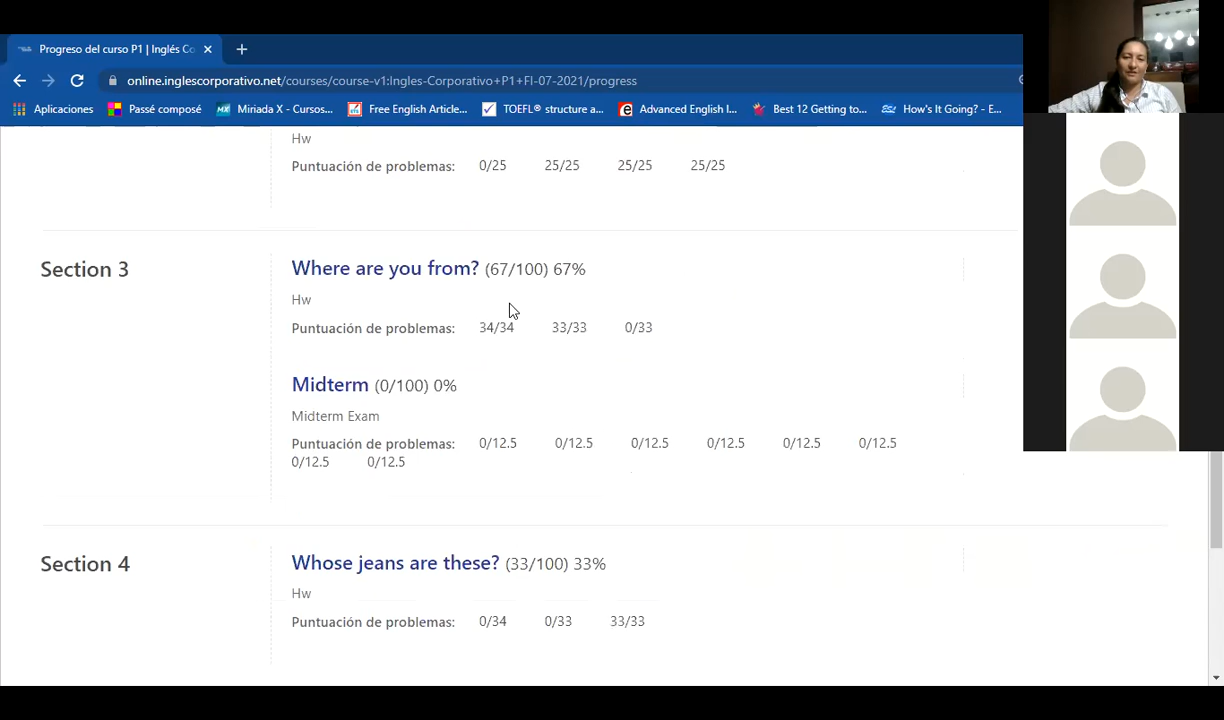 Progreso del curso P1 | Inglés Co
online.inglescorporativo.net/courses/course-v1:Ingles-Corporativo+P1+FI-07-2021/progress
Aplicaciones Passé composé Miriada X - Cursos... Free English Article... TOEFL® structure a... Advanced English I... Best 12 Getting to... How's It Going? - E...
Hw
Puntuación de problemas: 0/25 25/25 25/25 25/25
Section 3
Where are you from? (67/100) 67%
Hw
Puntuación de problemas: 34/34 33/33 0/33
Midterm (0/100) 0%
Midterm Exam
Puntuación de problemas: 0/12.5 0/12.5 0/12.5 0/12.5 0/12.5 0/12.5
0/12.5 0/12.5
Section 4
Whose jeans are these? (33/100) 33%
Hw
Puntuación de problemas: 0/34 0/33 33/33